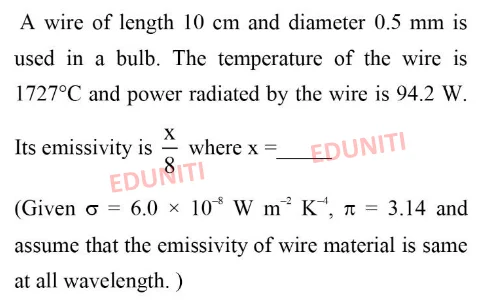 A wire of length 10 cm and diameter 0.5 mm is
used in a bulb. The temperature of the wire is
1727°C and power radiated by the wire is 94.2 W.
Its emissivity is x/8 where x =_____
EDUNITI
EDUNITI
(Given σ = 6.0 × 10⁻⁸ W m⁻² K⁻⁴, π = 3.14 and
assume that the emissivity of wire material is same
at all wavelength. )